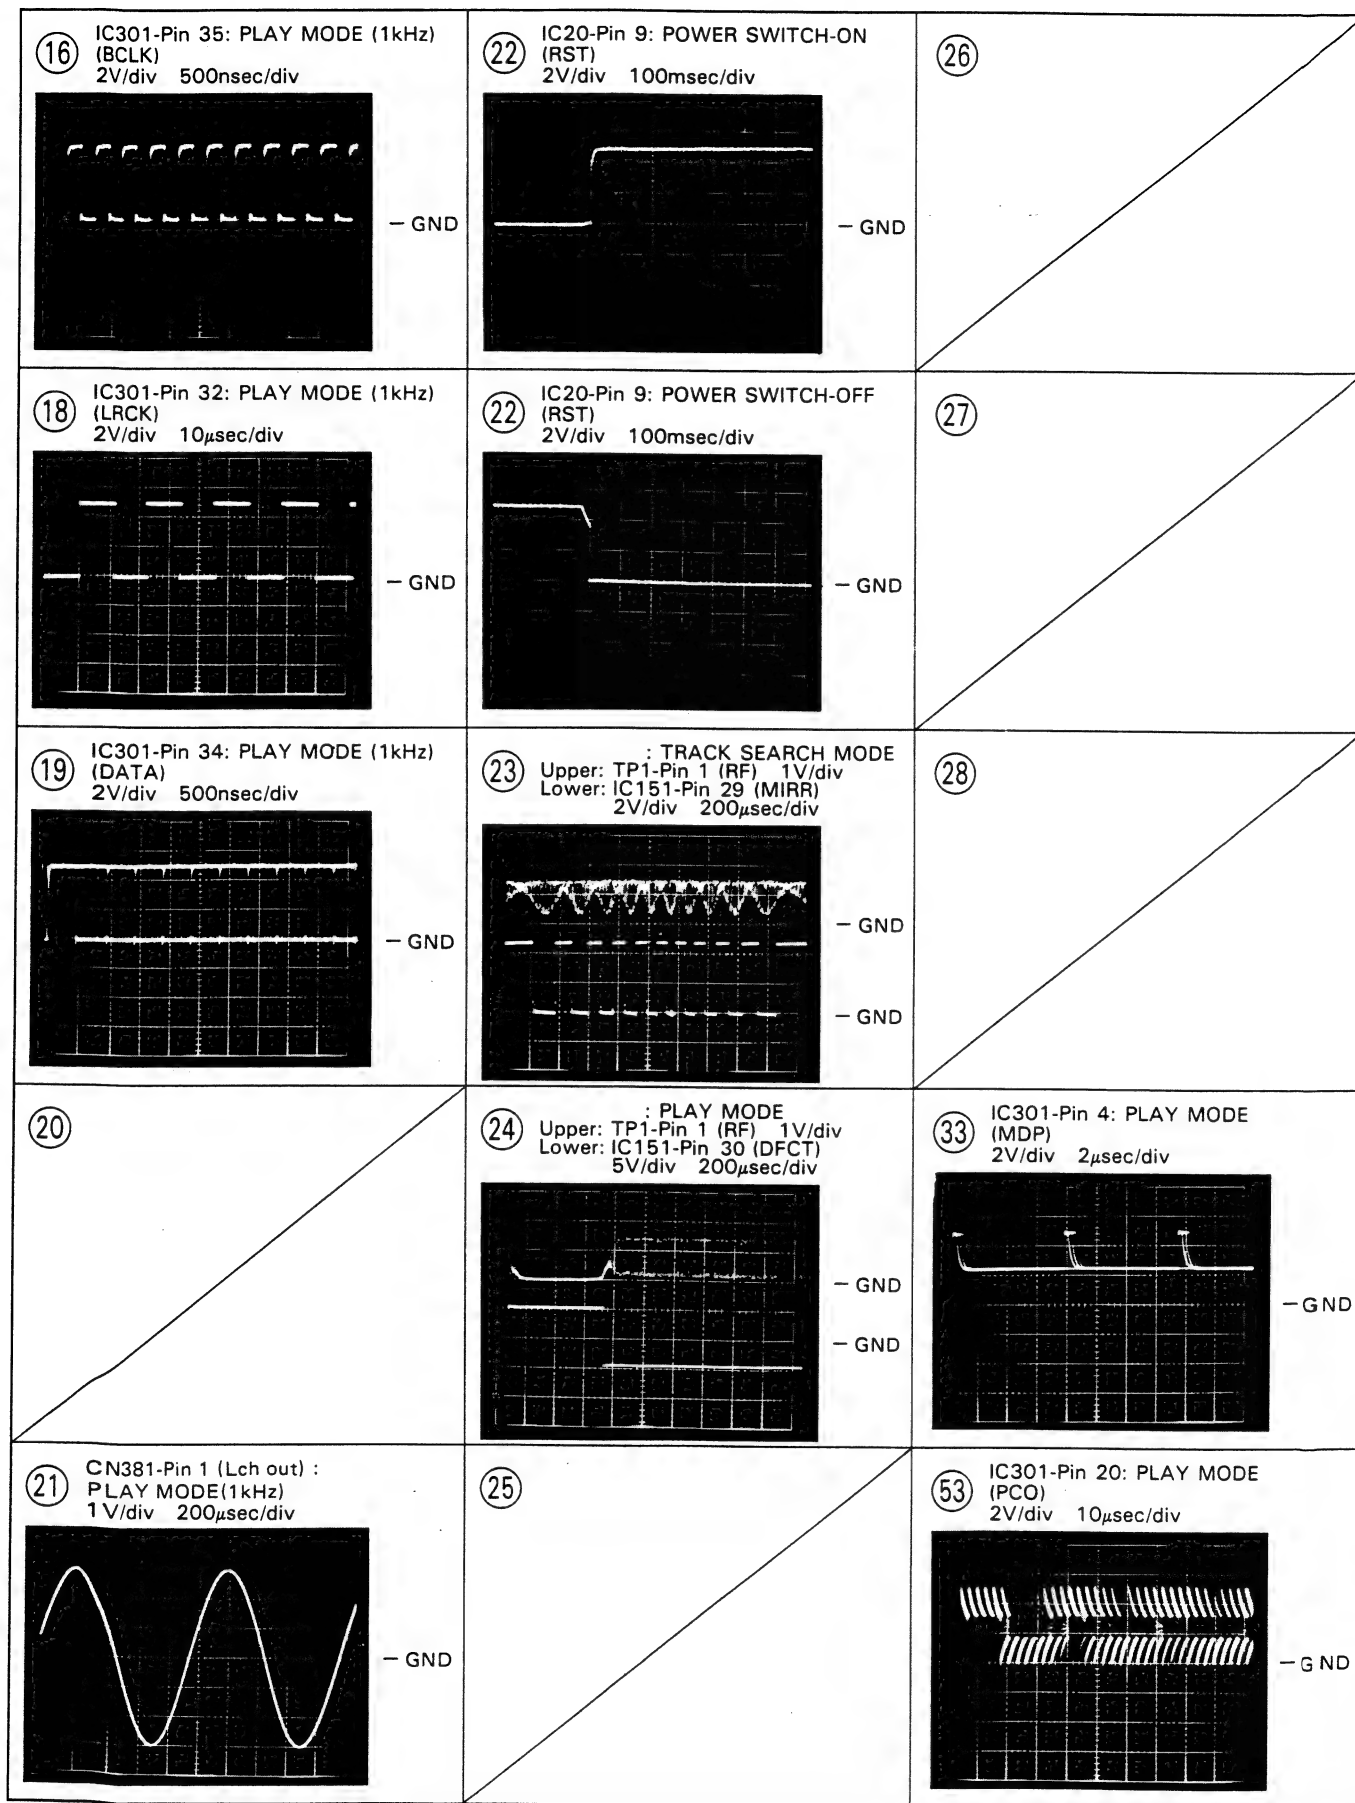 16
IC301-Pin 35: PLAY MODE (1kHz)
(BCLK)
2V/div 500nsec/div
- GND
22
IC20-Pin 9: POWER SWITCH-ON
(RST)
2V/div 100msec/div
- GND
26
18
IC301-Pin 32: PLAY MODE (1kHz)
(LRCK)
2V/div 10μsec/div
- GND
22
IC20-Pin 9: POWER SWITCH-OFF
(RST)
2V/div 100msec/div
- GND
27
19
IC301-Pin 34: PLAY MODE (1kHz)
(DATA)
2V/div 500nsec/div
- GND
23
: TRACK SEARCH MODE
Upper: TP1-Pin 1 (RF) 1V/div
Lower: IC151-Pin 29 (MIRR)
2V/div 200μsec/div
- GND
- GND
28
20
24
: PLAY MODE
Upper: TP1-Pin 1 (RF) 1V/div
Lower: IC151-Pin 30 (DFCT)
5V/div 200μsec/div
- GND
- GND
33
IC301-Pin 4: PLAY MODE
(MDP)
2V/div 2μsec/div
- GND
21
CN381-Pin 1 (Lch out) :
PLAY MODE(1kHz)
1V/div 200μsec/div
- GND
25
53
IC301-Pin 20: PLAY MODE
(PCO)
2V/div 10μsec/div
- GND